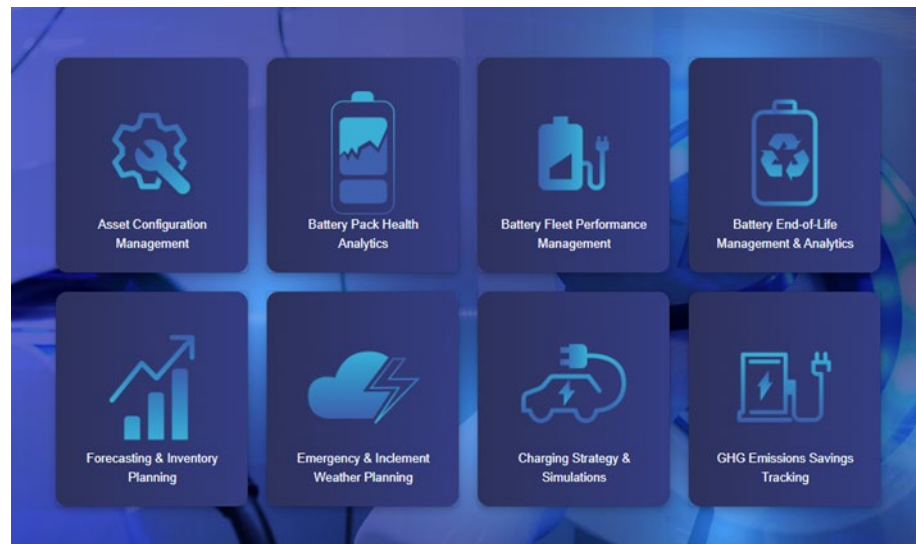 Asset Configuration
Management
Battery Pack Health
Analytics
Battery Fleet Performance
Management
Battery End-of-Life
Management & Analytics
Forecasting & Inventory
Planning
Emergency & Inclement
Weather Planning
Charging Strategy &
Simulations
GHG Emissions Savings
Tracking